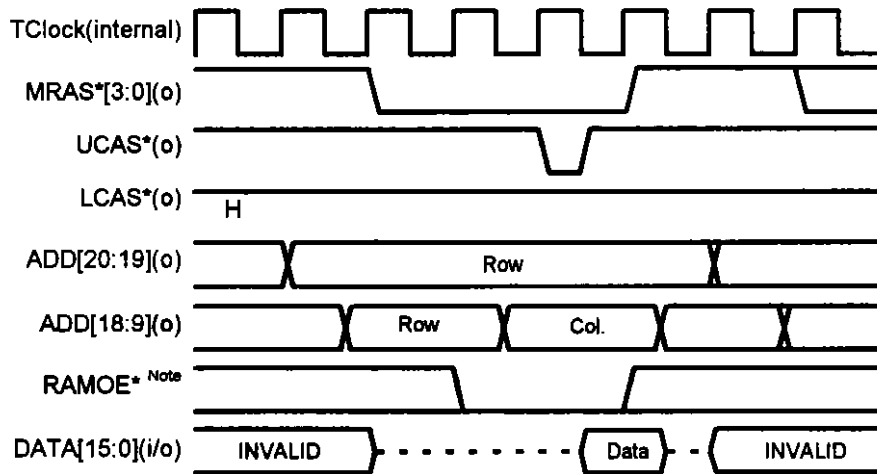 TClock(internal)
MRAS*[3:0](o)
UCAS*(o)
LCAS*(o)
H
ADD[20:19](o) Row
ADD[18:9](o) Row Col.
RAMOE* Note
DATA[15:0](i/o) INVALID Data INVALID